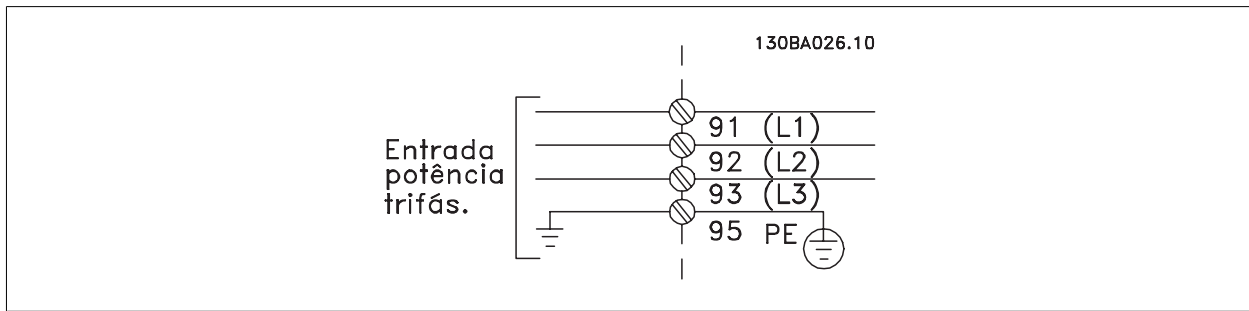 130BA026.10
Entrada
potência
trifás.
91 (L1)
92 (L2)
93 (L3)
95 PE